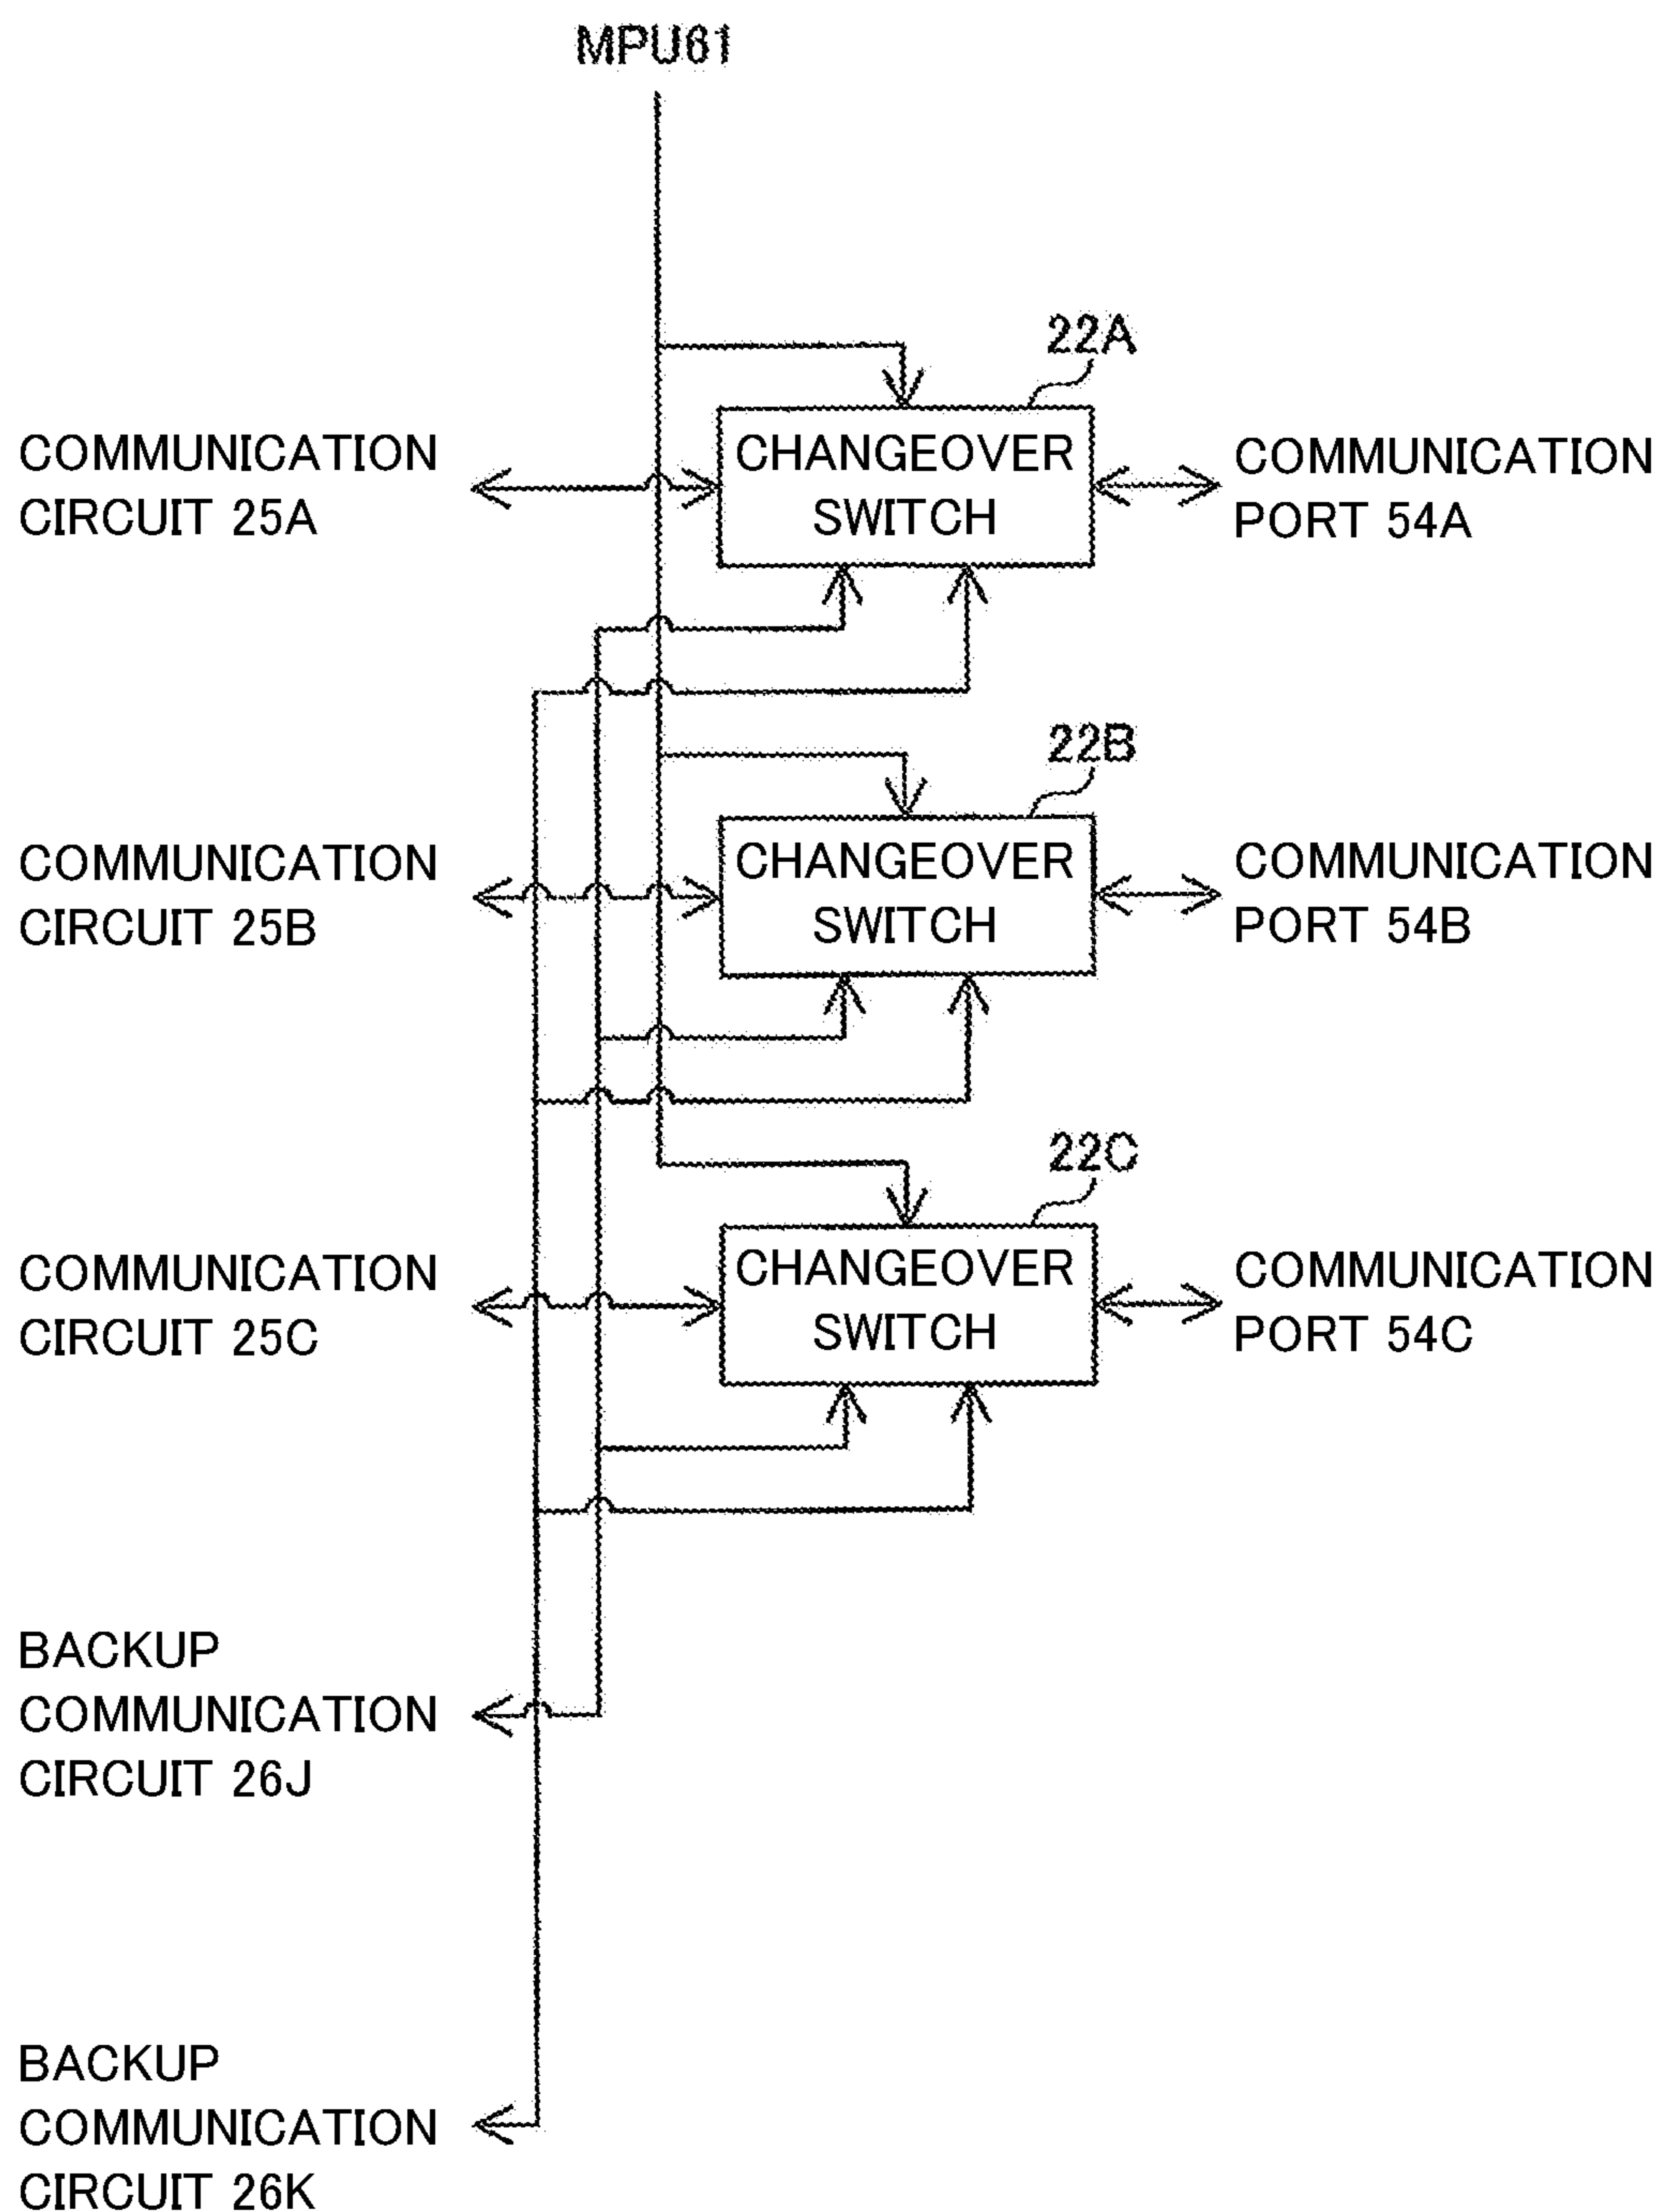 MPU61
22A
COMMUNICATION
CIRCUIT 25A
CHANGEOVER
SWITCH
COMMUNICATION
PORT 54A
22B
COMMUNICATION
CIRCUIT 25B
CHANGEOVER
SWITCH
COMMUNICATION
PORT 54B
22C
COMMUNICATION
CIRCUIT 25C
CHANGEOVER
SWITCH
COMMUNICATION
PORT 54C
BACKUP
COMMUNICATION
CIRCUIT 26J
BACKUP
COMMUNICATION
CIRCUIT 26K